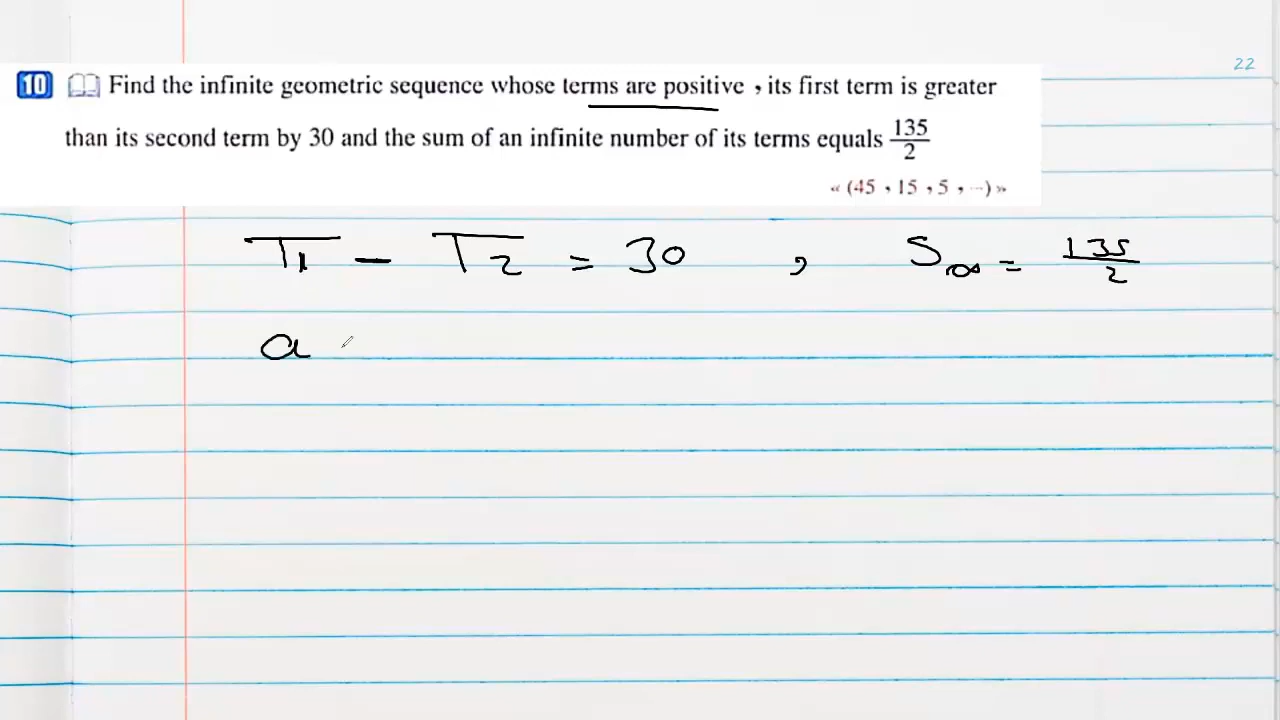 22
10 Find the infinite geometric sequence whose terms are positive , its first term is greater
than its second term by 30 and the sum of an infinite number of its terms equals 135/2
« (45 , 15 , 5 , ...) »
T1 - T2 = 30 , S∞ = 135/2
a